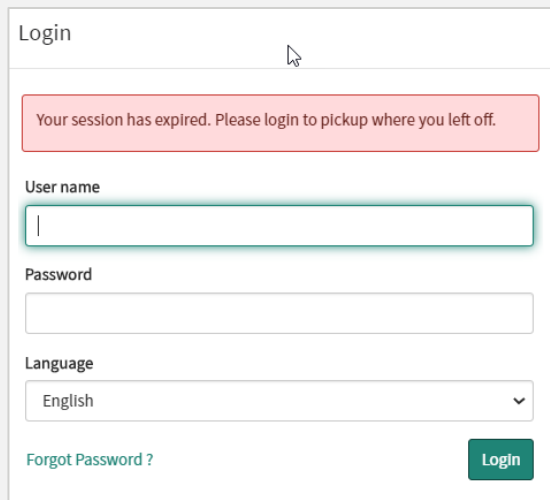 Login
Your session has expired. Please login to pickup where you left off.
User name
Password
Language
English
Forgot Password ?
Login